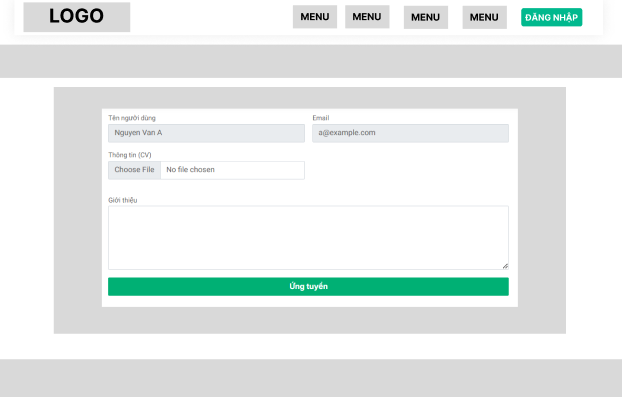 LOGO MENU MENU MENU MENU ĐĂNG NHẬP
Tên người dùng Email
Nguyen Van A a@example.com
Thông tin (CV)
Choose File No file chosen
Giới thiệu
Ứng tuyển